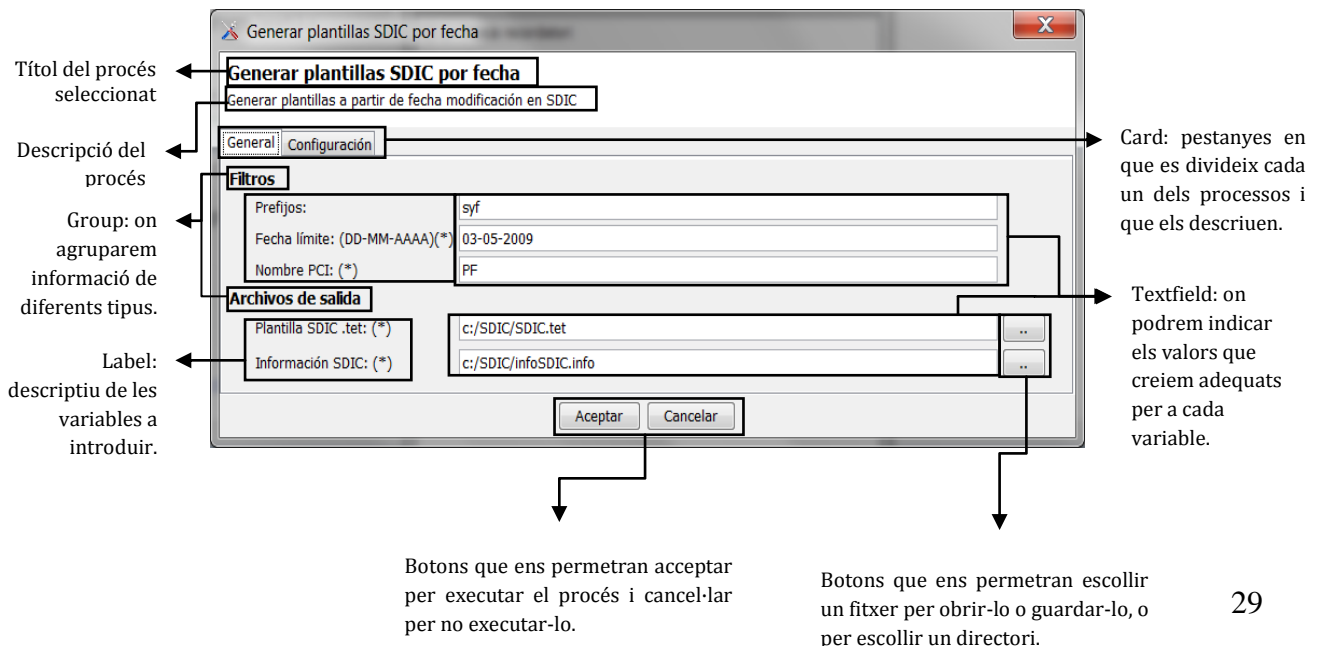 Generar plantillas SDIC por fecha
X
Generar plantillas SDIC por fecha
Generar plantillas a partir de fecha modificación en SDIC
General Configuración
Filtros
Prefijos: syf
Fecha límite: (DD-MM-AAAA)(*) 03-05-2009
Nombre PCI: (*) PF
Archivos de salida
Plantilla SDIC .tet: (*) c:/SDIC/SDIC.tet ..
Información SDIC: (*) c:/SDIC/infoSDIC.info ..
Aceptar Cancelar
Títol del procés
seleccionat
Descripció del
procés
Group: on
agruparem
informació de
diferents tipus.
Label:
descriptiu de les
variables a
introduir.
Card: pestanyes en
que es divideix cada
un dels processos i
que els descriuen.
Textfield: on
podrem indicar
els valors que
creiem adequats
per a cada
variable.
Botons que ens permetran acceptar
per executar el procés i cancel·lar
per no executar-lo.
Botons que ens permetran escollir
un fitxer per obrir-lo o guardar-lo, o
per escollir un directori.
29